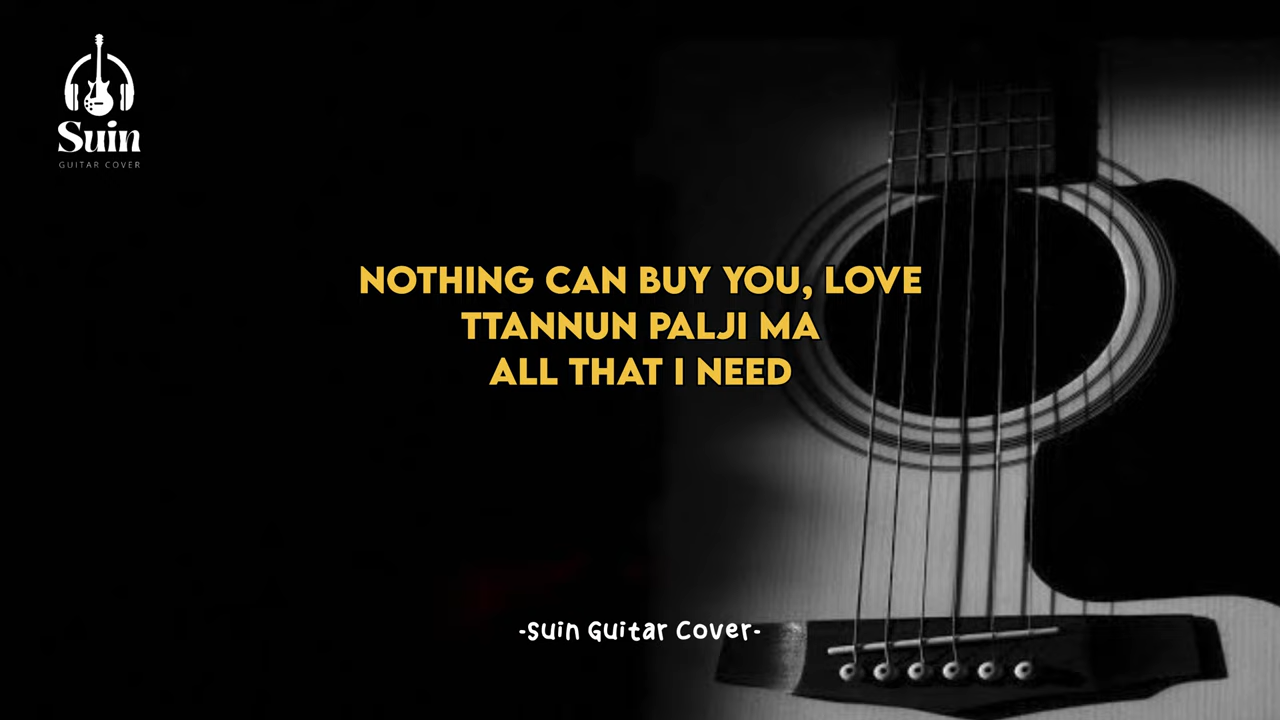 Suin
GUITAR COVER
NOTHING CAN BUY YOU, LOVE
TTANNUN PALJI MA
ALL THAT I NEED
-Suin Guitar Cover-